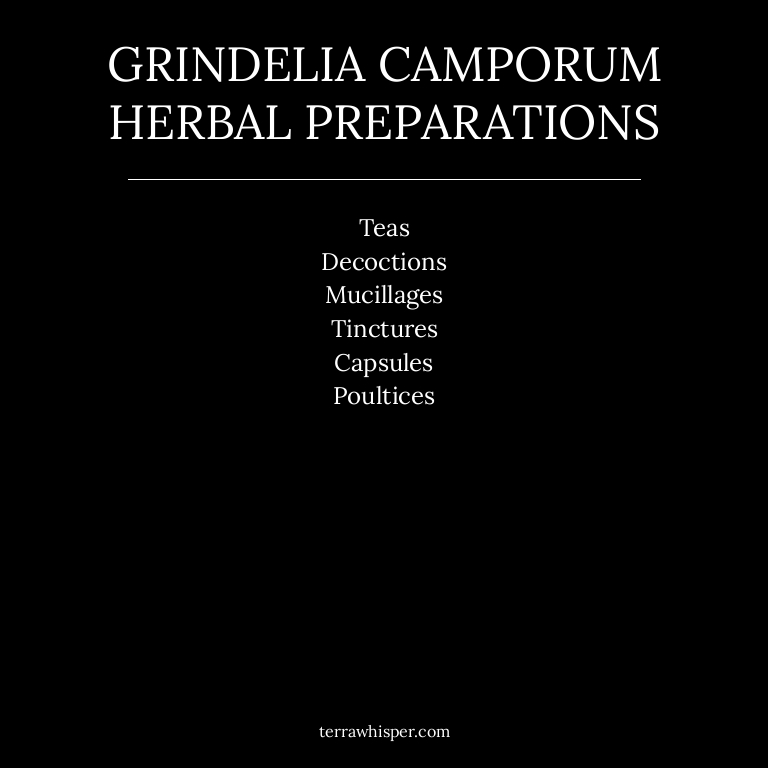 GRINDELIA CAMPORUM
HERBAL PREPARATIONS
Teas
Decoctions
Mucillages
Tinctures
Capsules
Poultices
terrawhisper.com